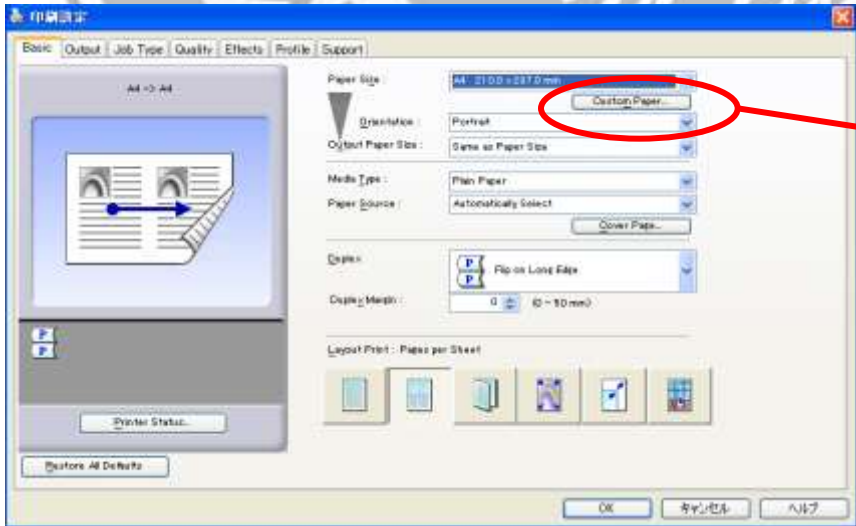 印刷設定
Basic Output Job Type Quality Effects Profile Support
A4 => A4
Paper Size :
A4 210.0 x 297.0 mm
Custom Paper...
Orientation :
Portrait
Output Paper Size :
Same as Paper Size
Media Type :
Plain Paper
Paper Source :
Automatically Select
Cover Page...
Duplex
P
P
Flip on Long Edge
Duplex Margin :
0
(0 ~ 50 mm)
P
P
Layout Print : Pages per Sheet
Printer Status...
Restore All Defaults
OK
キャンセル
ヘルプ